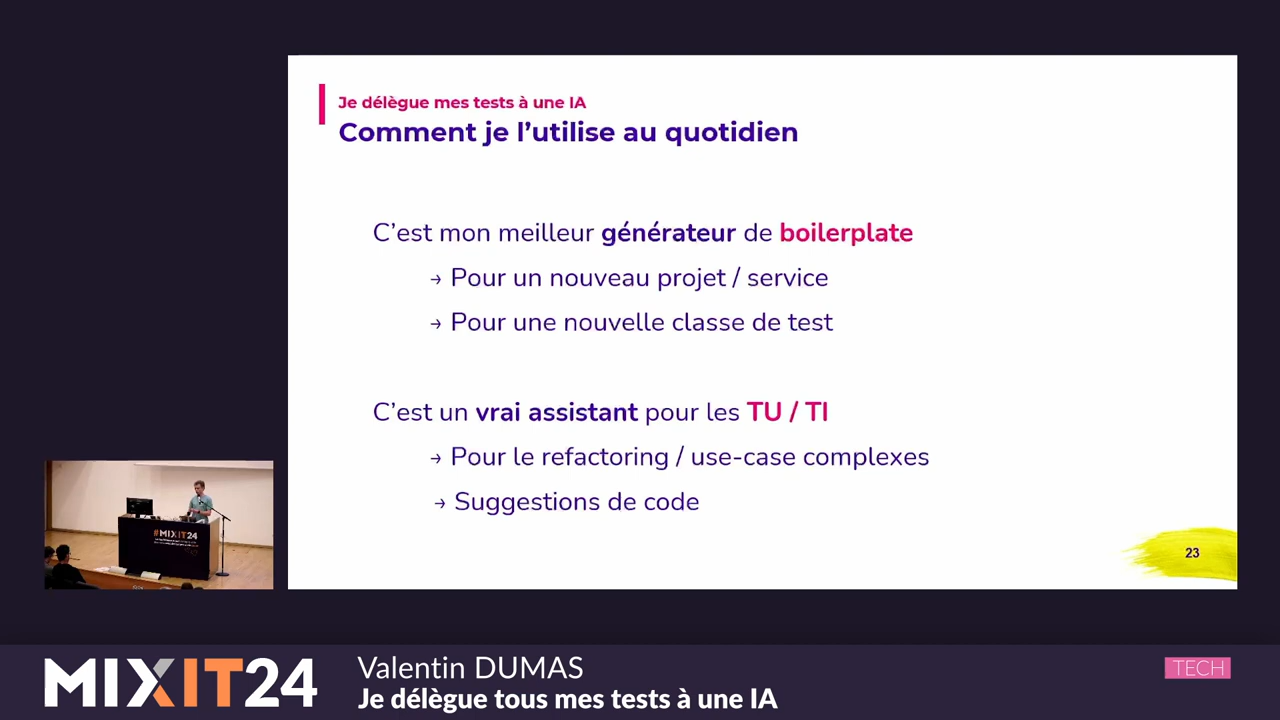 Je délègue mes tests à une IA
Comment je l’utilise au quotidien
C’est mon meilleur générateur de boilerplate
→ Pour un nouveau projet / service
→ Pour une nouvelle classe de test
C’est un vrai assistant pour les TU / TI
→ Pour le refactoring / use-case complexes
→ Suggestions de code
23
#MIXIT24
MIXIT24
Valentin DUMAS
Je délègue tous mes tests à une IA
TECH